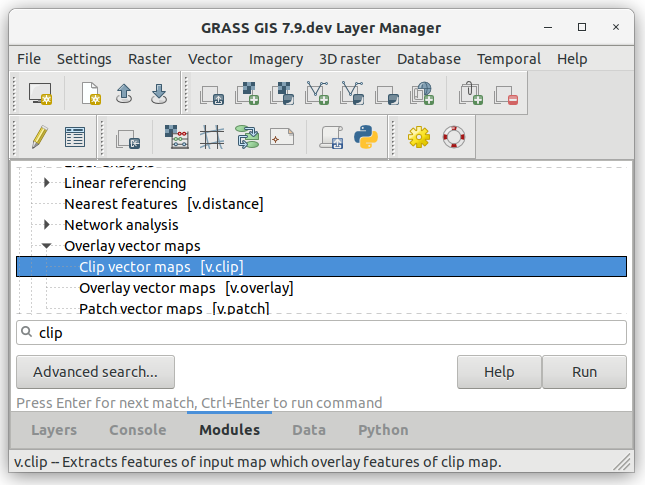 GRASS GIS 7.9.dev Layer Manager
File Settings Raster Vector Imagery 3D raster Database Temporal Help
Linear referencing
Nearest features [v.distance]
Network analysis
Overlay vector maps
Clip vector maps [v.clip]
Overlay vector maps [v.overlay]
Patch vector maps [v.patch]
clip
Advanced search... Help Run
Press Enter for next match, Ctrl+Enter to run command
Layers Console Modules Data Python
v.clip -- Extracts features of input map which overlay features of clip map.